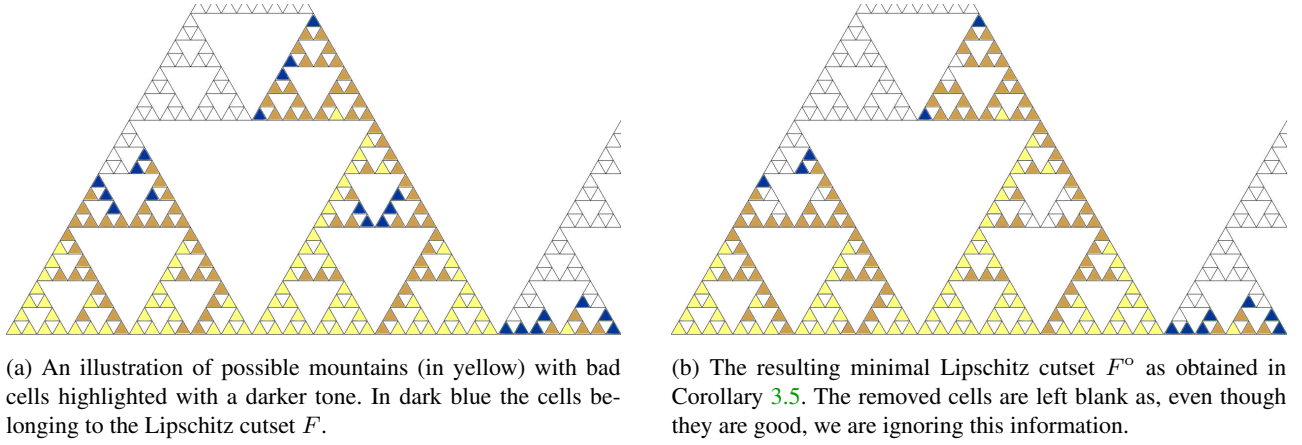 (a) An illustration of possible mountains (in yellow) with bad
cells highlighted with a darker tone. In dark blue the cells be-
longing to the Lipschitz cutset F.
(b) The resulting minimal Lipschitz cutset Fᵒ as obtained in
Corollary 3.5. The removed cells are left blank as, even though
they are good, we are ignoring this information.